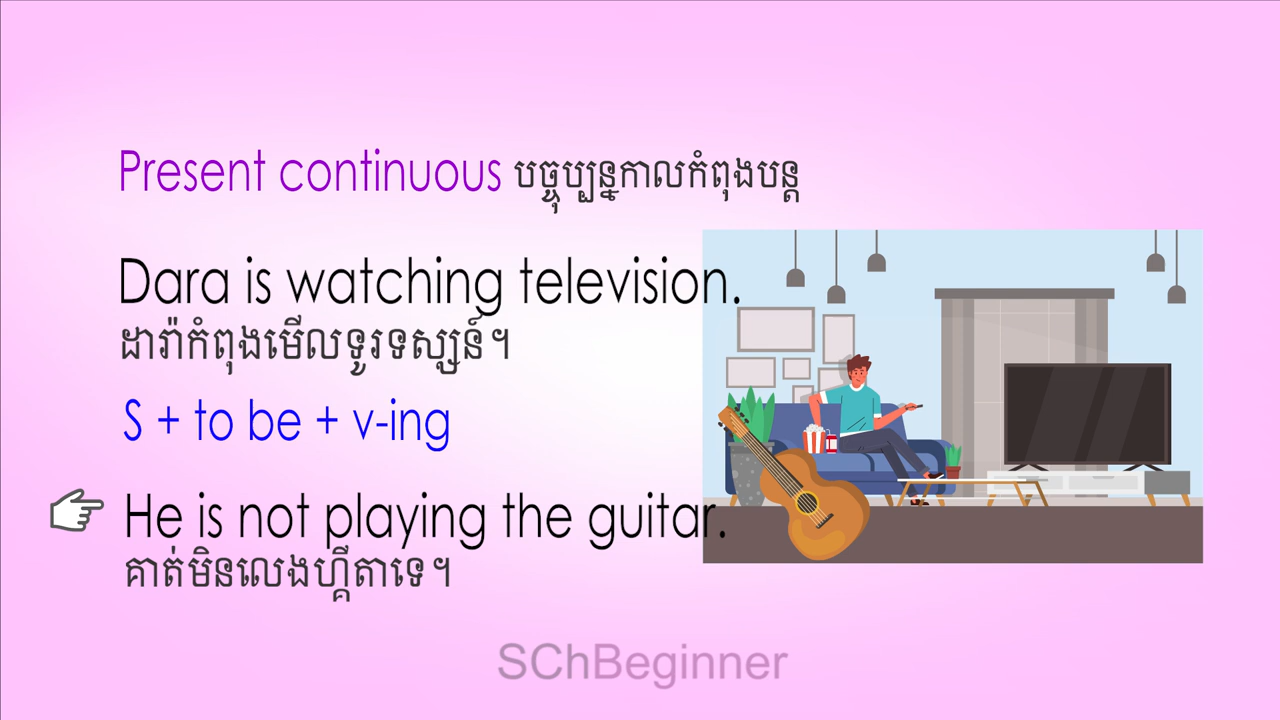 Present continuous បច្ចុប្បន្នកាលកំពុងបន្ត
Dara is watching television.
ដារ៉ាកំពុងមើលទូរទស្សន៍។
S + to be + v-ing
He is not playing the guitar.
គាត់មិនលេងហ្គីតាទេ។
SChBeginner